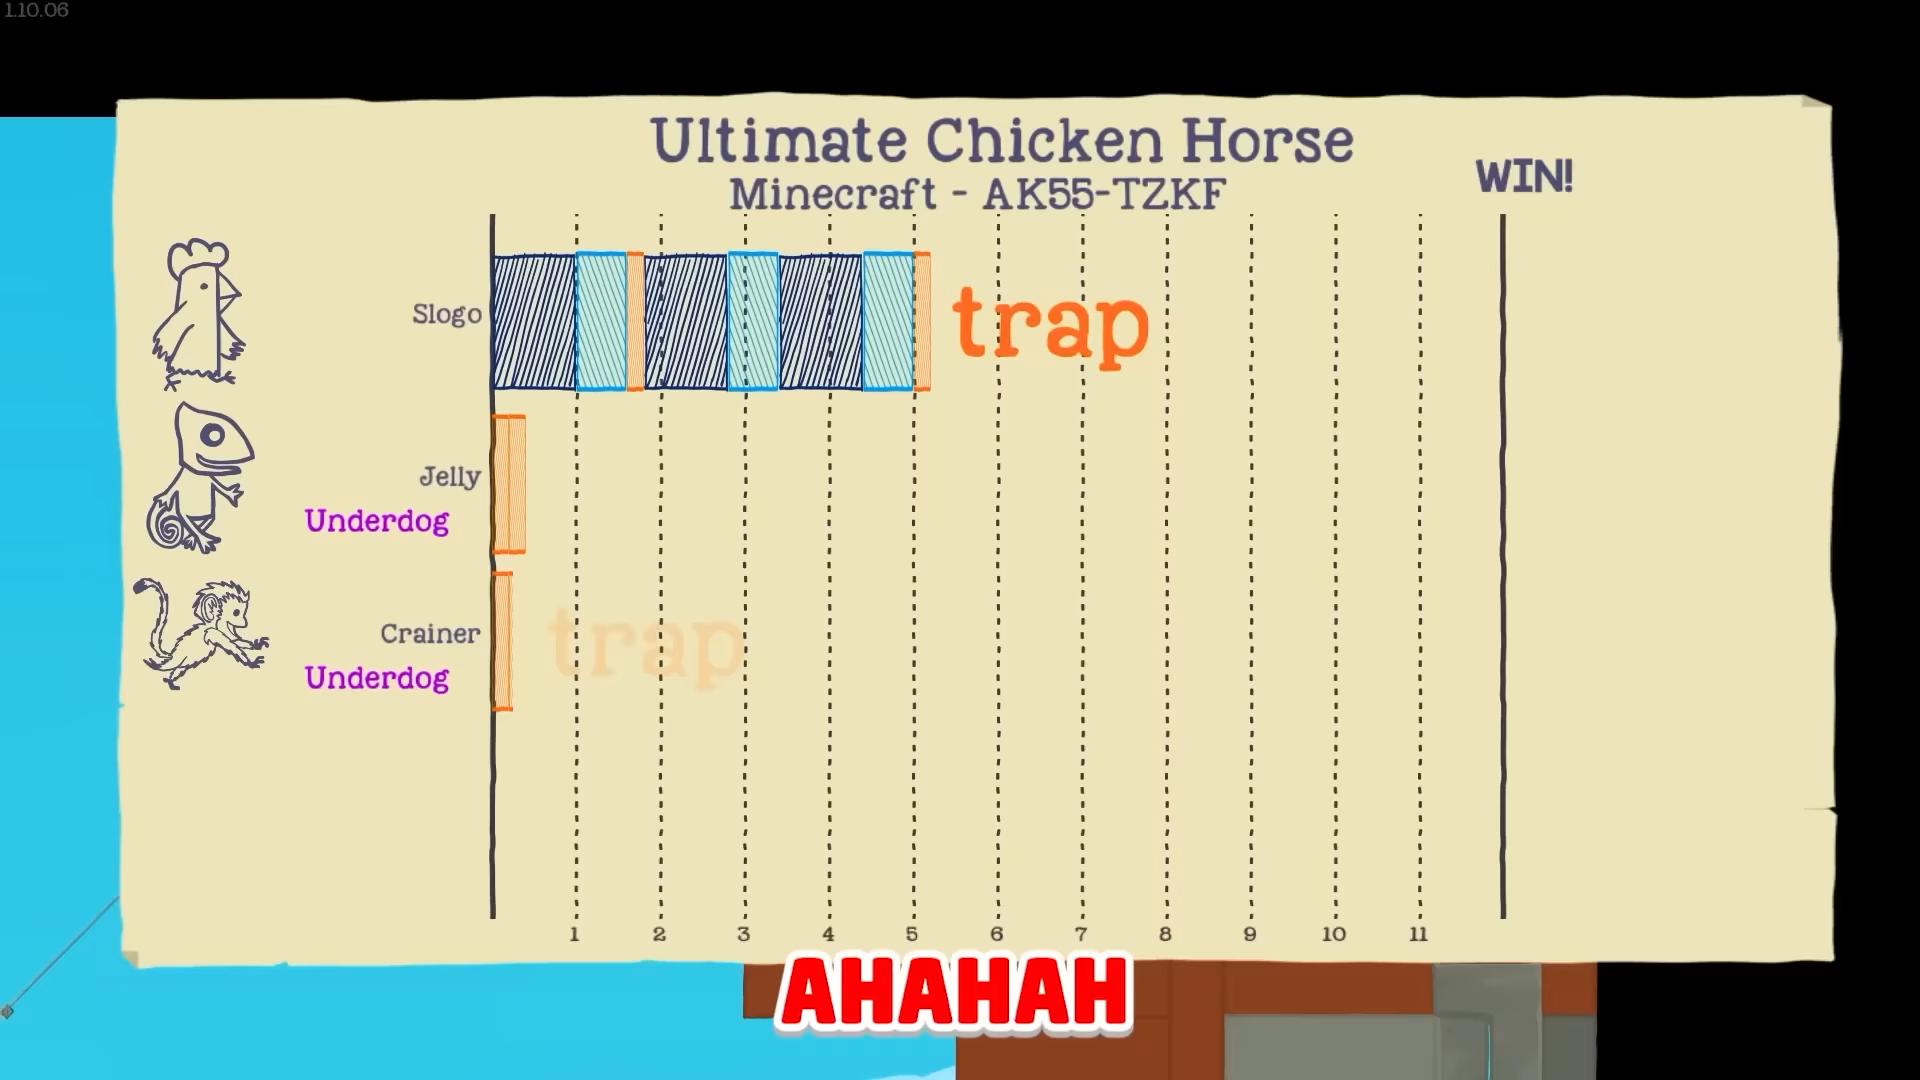 1.10.06
Ultimate Chicken Horse
Minecraft - AK55-TZKF
WIN!
Slogo
trap
Jelly
Underdog
Crainer
trap
Underdog
1 2 3 4 5 6 7 8 9 10 11
AHAHAH